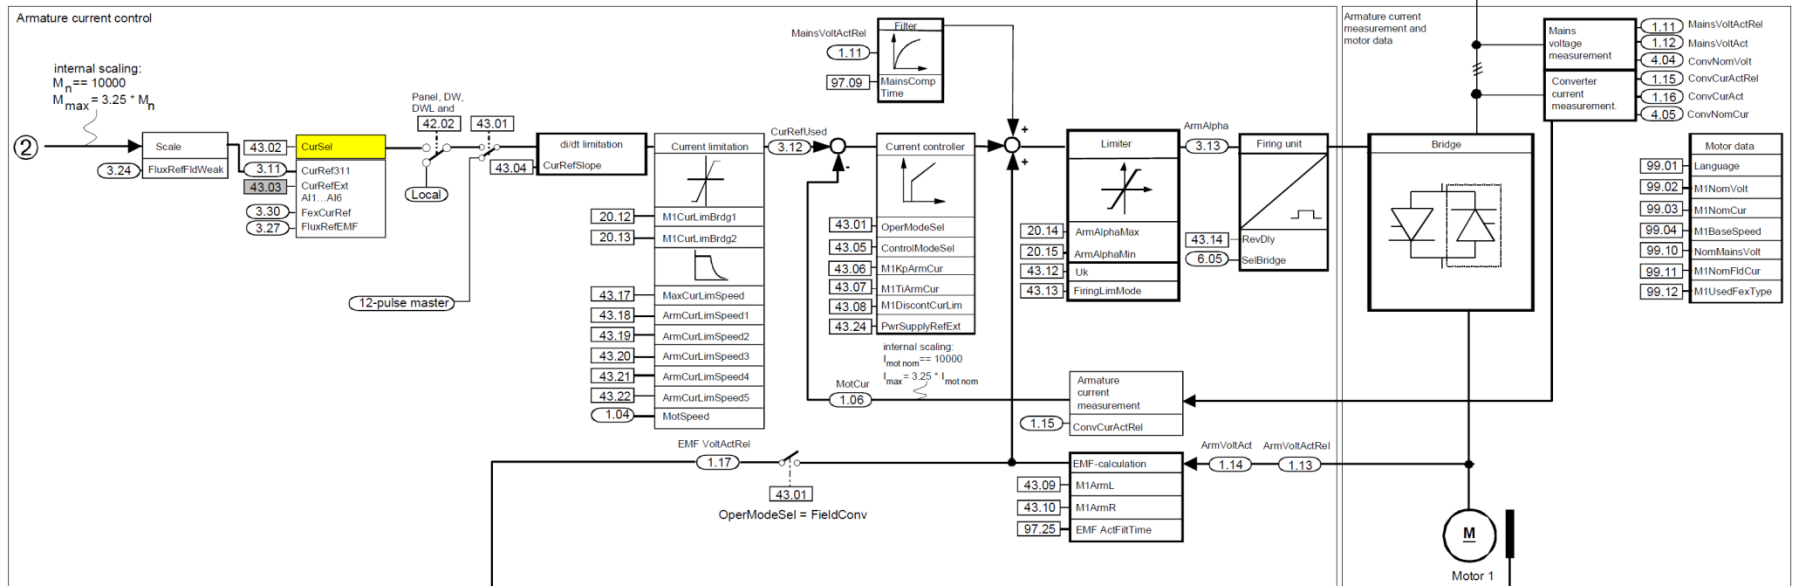 Armature current control
internal scaling:
Mn == 10000
Mmax = 3.25 * Mn
2
Scale
3.24
FluxRefFldWeak
43.02
CurSel
3.11
CurRef311
43.03
CurRefExt
AI1...AI6
3.30
FexCurRef
3.27
FluxRefEMF
Panel, DW,
DWL and
42.02
43.01
Local
12-pulse master
di/dt limitation
43.04
CurRefSlope
Current limitation
20.12
M1CurLimBrdg1
20.13
M1CurLimBrdg2
43.17
MaxCurLimSpeed
43.18
ArmCurLimSpeed1
43.19
ArmCurLimSpeed2
43.20
ArmCurLimSpeed3
43.21
ArmCurLimSpeed4
43.22
ArmCurLimSpeed5
1.04
MotSpeed
CurRefUsed
3.12
-
MainsVoltActRel
1.11
97.09
Filter
MainsComp
Time
Current controller
43.01
OperModeSel
43.05
ControlModeSel
43.06
M1KpArmCur
43.07
M1TiArmCur
43.08
M1DiscontCurLim
43.24
PwrSupplyRefExt
internal scaling:
Imot nom == 10000
Imax = 3.25 * Imot nom
MotCur
1.06
+
+
Limiter
20.14
ArmAlphaMax
20.15
ArmAlphaMin
43.12
Uk
43.13
FiringLimMode
ArmAlpha
3.13
Firing unit
43.14
RevDly
6.05
SelBridge
Armature
current
measurement
1.15
ConvCurActRel
EMF VoltActRel
1.17
43.01
OperModeSel = FieldConv
EMF-calculation
43.09
M1ArmL
43.10
M1ArmR
97.25
EMF ActFiltTime
ArmVoltAct
1.14
ArmVoltActRel
1.13
Armature current
measurement and
motor data
Mains
voltage
measurement
Converter
current
measurement.
1.11
MainsVoltActRel
1.12
MainsVoltAct
4.04
ConvNomVolt
1.15
ConvCurActRel
1.16
ConvCurAct
4.05
ConvNomCur
Bridge
Motor data
99.01
Language
99.02
M1NomVolt
99.03
M1NomCur
99.04
M1BaseSpeed
99.10
NomMainsVolt
99.11
M1NomFldCur
99.12
M1UsedFexType
M
Motor 1